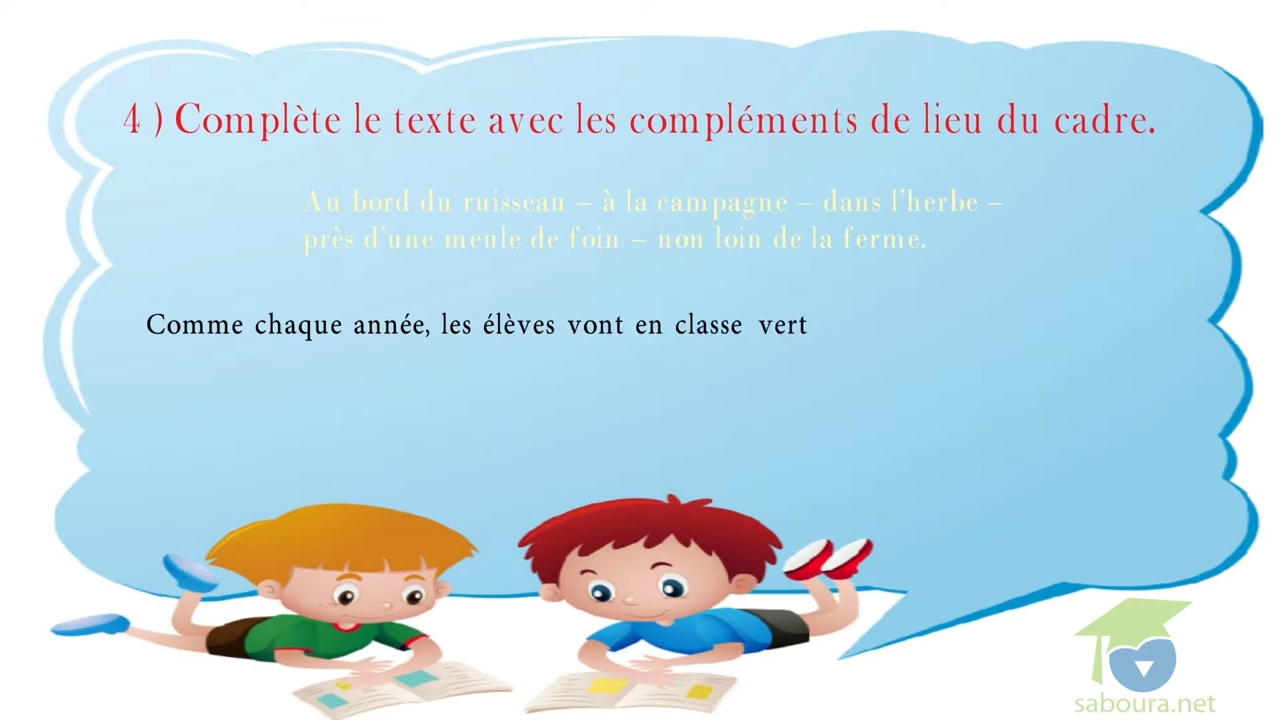 4 ) Complète le texte avec les compléments de lieu du cadre.
Au bord du ruisseau – à la campagne – dans l’herbe –
près d’une meule de foin – non loin de la ferme.
Comme chaque année, les élèves vont en classe vert
saboura.net